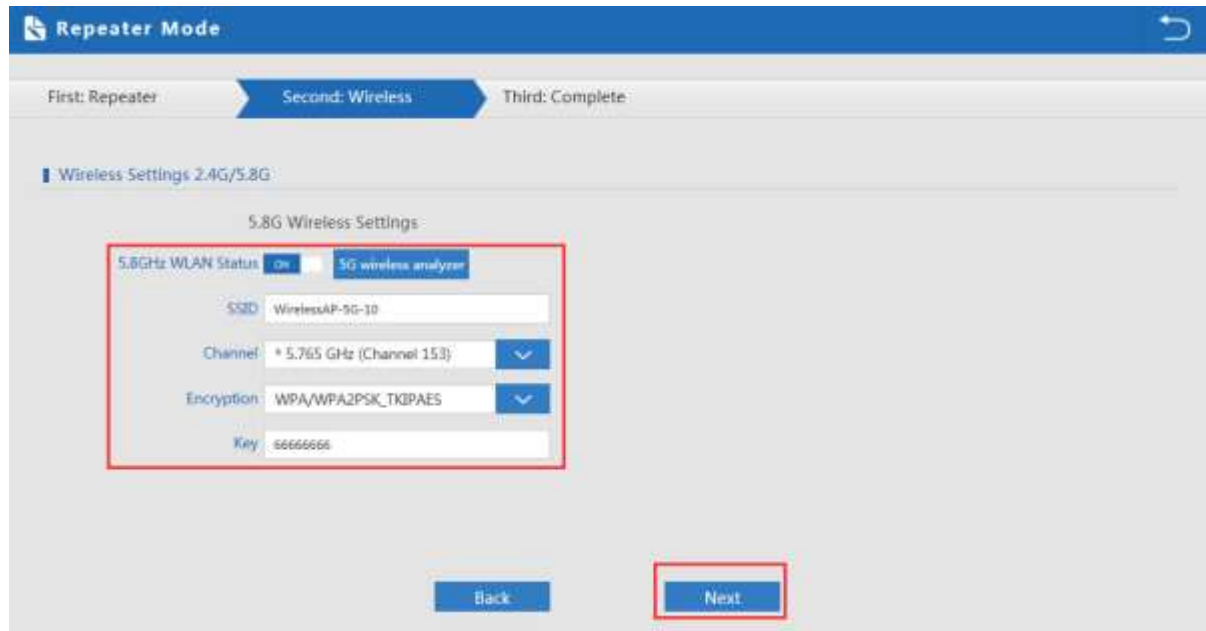 Repeater Mode
First: Repeater
Second: Wireless
Third: Complete
Wireless Settings 2.4G/5.8G
5.8G Wireless Settings
5.8GHz WLAN Status ON 5G wireless analyzer
SSID WirelessAP-5G-10
Channel * 5.765 GHz (Channel 153)
Encryption WPA/WPA2PSK_TKIPAES
Key 66666666
Back
Next